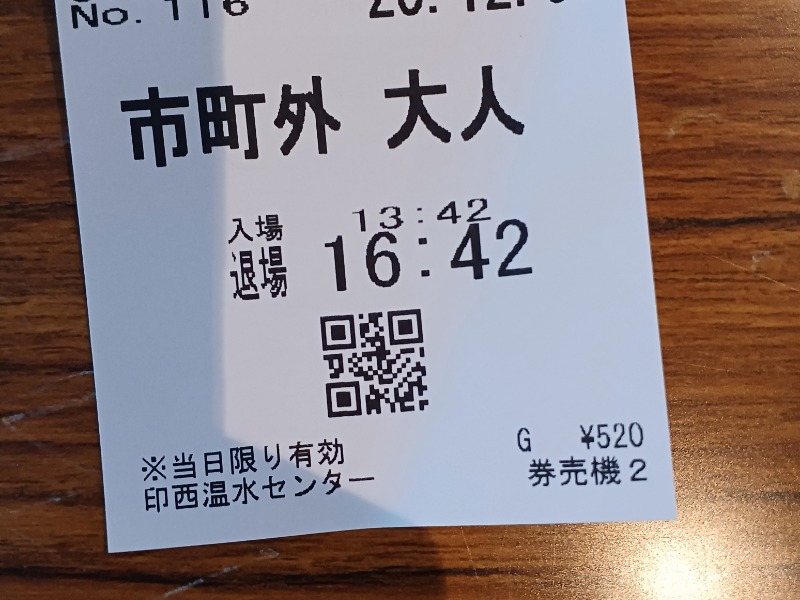 No. 116
市町外 大人
入場 13:42
退場 16:42
G ¥520
※当日限り有効
券売機2
印西温水センター